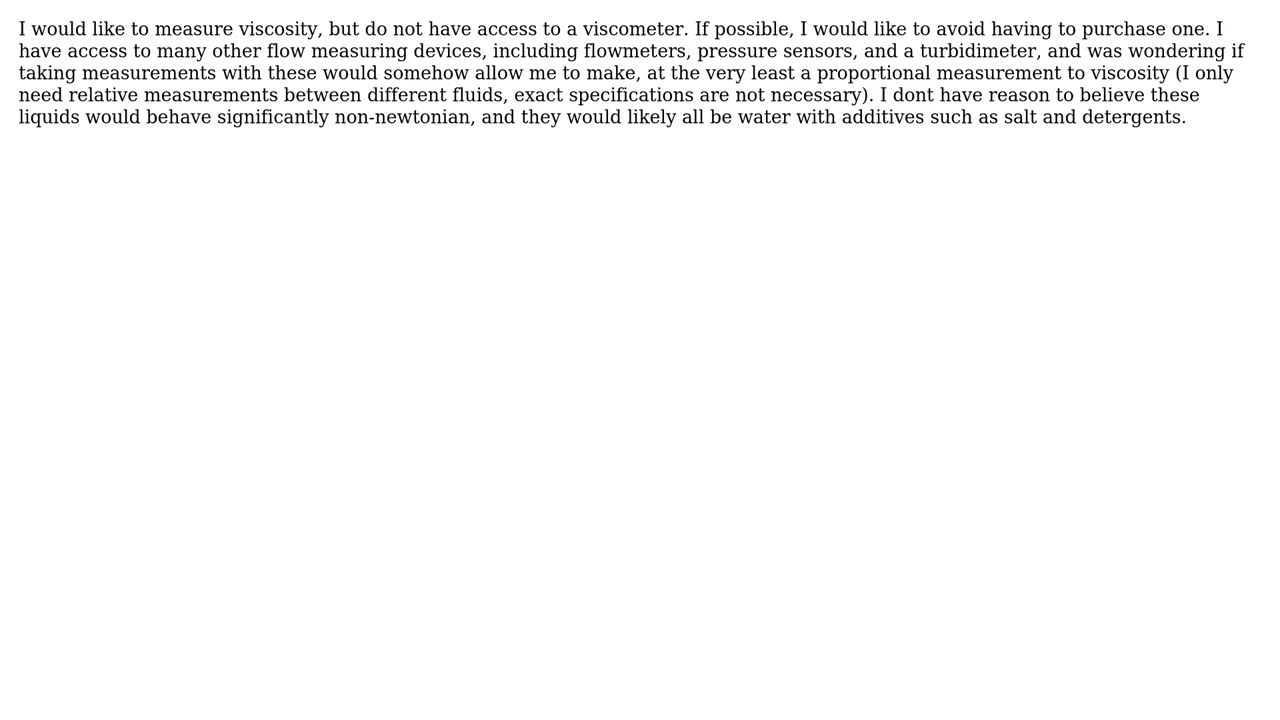 I would like to measure viscosity, but do not have access to a viscometer. If possible, I would like to avoid having to purchase one. I
have access to many other flow measuring devices, including flowmeters, pressure sensors, and a turbidimeter, and was wondering if
taking measurements with these would somehow allow me to make, at the very least a proportional measurement to viscosity (I only
need relative measurements between different fluids, exact specifications are not necessary). I dont have reason to believe these
liquids would behave significantly non-newtonian, and they would likely all be water with additives such as salt and detergents.